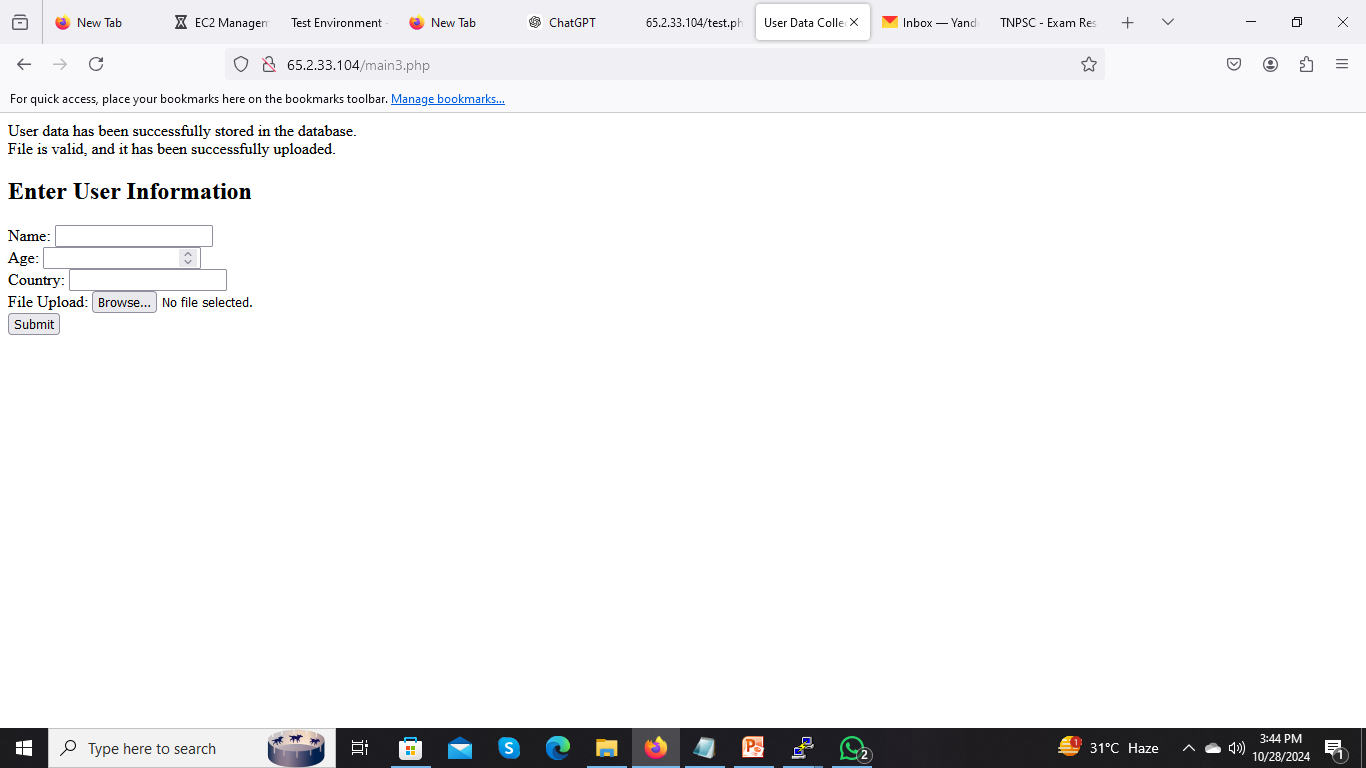 New Tab
EC2 Managem
Test Environment -
New Tab
ChatGPT
65.2.33.104/test.ph
User Data Colle
Inbox — Yand
TNPSC - Exam Res
65.2.33.104/main3.php
For quick access, place your bookmarks here on the bookmarks toolbar. Manage bookmarks...
User data has been successfully stored in the database.
File is valid, and it has been successfully uploaded.
Enter User Information
Name:
Age:
Country:
File Upload: Browse... No file selected.
Submit
Type here to search
1
31°C Haze
2
3:44 PM
10/28/2024
1